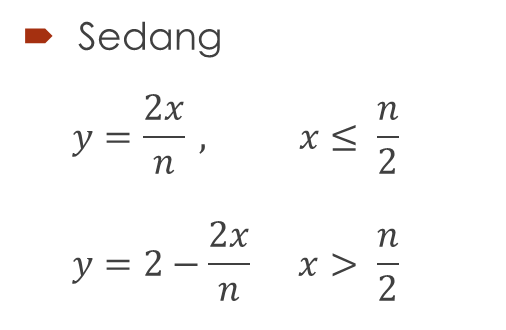 Sedang
y = 2x/n , x ≤ n/2
y = 2 − 2x/n x > n/2